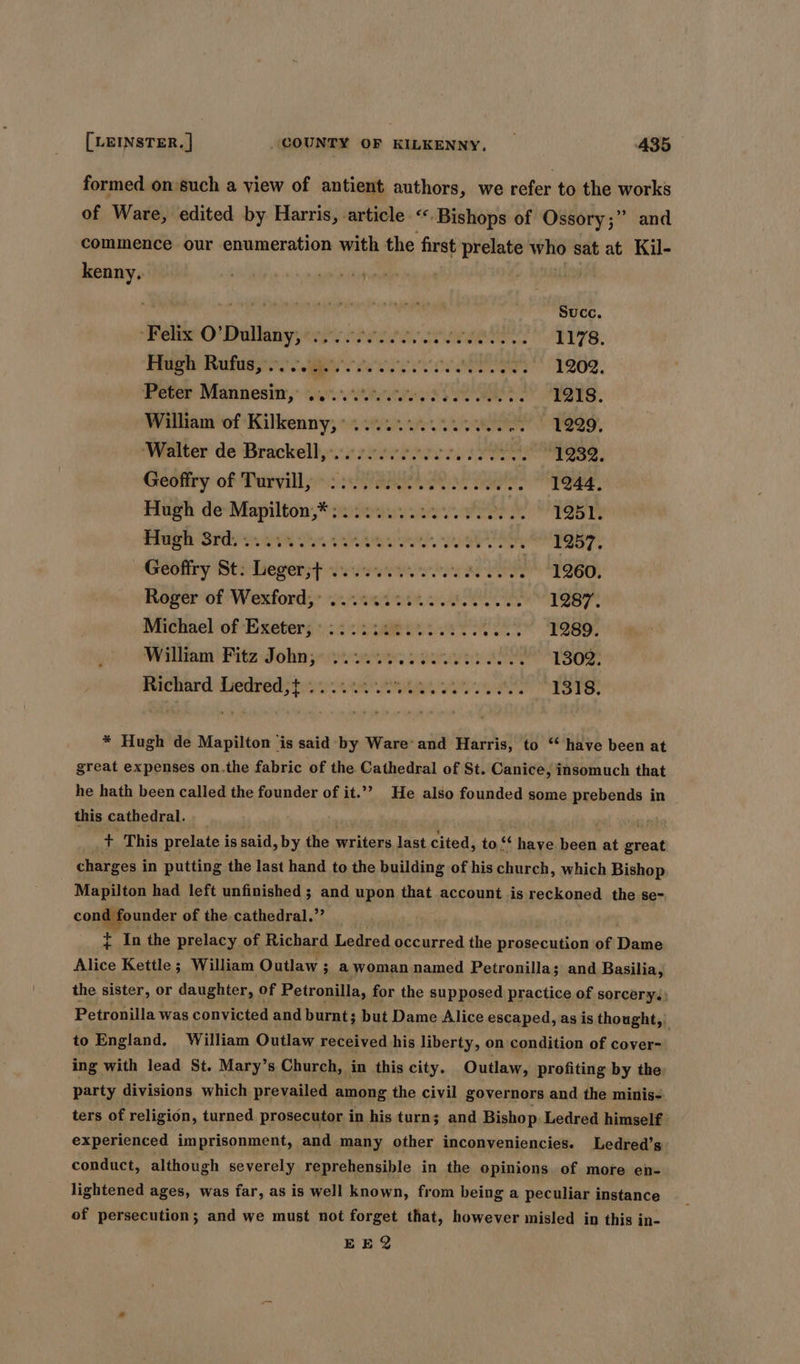 [LEINSTER.] COUNTY OF KILKENNY. 435
formed on such a view of antient authors, we refer to the works
of Ware, edited by Harris, article “ Bishops of Ossory;” and
commence our enumeration with the first prelate who sat at Kil-
kenny.
Succ.
Felix O’Dullany, ........................ 1178.
Hugh Rufus, ........................ 1202.
Peter Mannesin, ........................ 1218.
William of Kilkenny, ........................ 1229.
Walter de Brackell, ........................ 1232.
Geoffry of Turvill, ........................ 1244.
Hugh de Mapilton,* ........................ 1251.
Hugh 3rd. ........................ 1257.
Geoffry St. Leger,† ........................ 1260.
Roger of Wexford, ........................ 1287.
Michael of Exeter, ........................ 1289.
William Fitz John, ........................ 1302.
Richard Ledred,‡ ........................ 1318.
* Hugh de Mapilton is said by Ware and Harris, to “ have been at
great expenses on the fabric of the Cathedral of St. Canice, insomuch that
he hath been called the founder of it.” He also founded some prebends in
this cathedral.
† This prelate is said, by the writers last cited, to “ have been at great
charges in putting the last hand to the building of his church, which Bishop
Mapilton had left unfinished ; and upon that account is reckoned the se-
cond founder of the cathedral.”
‡ In the prelacy of Richard Ledred occurred the prosecution of Dame
Alice Kettle ; William Outlaw ; a woman named Petronilla; and Basilia,
the sister, or daughter, of Petronilla, for the supposed practice of sorcery.
Petronilla was convicted and burnt; but Dame Alice escaped, as is thought,
to England. William Outlaw received his liberty, on condition of cover-
ing with lead St. Mary’s Church, in this city. Outlaw, profiting by the
party divisions which prevailed among the civil governors and the minis-
ters of religion, turned prosecutor in his turn; and Bishop Ledred himself
experienced imprisonment, and many other inconveniencies. Ledred’s
conduct, although severely reprehensible in the opinions of more en-
lightened ages, was far, as is well known, from being a peculiar instance
of persecution; and we must not forget that, however misled in this in-
E E 2